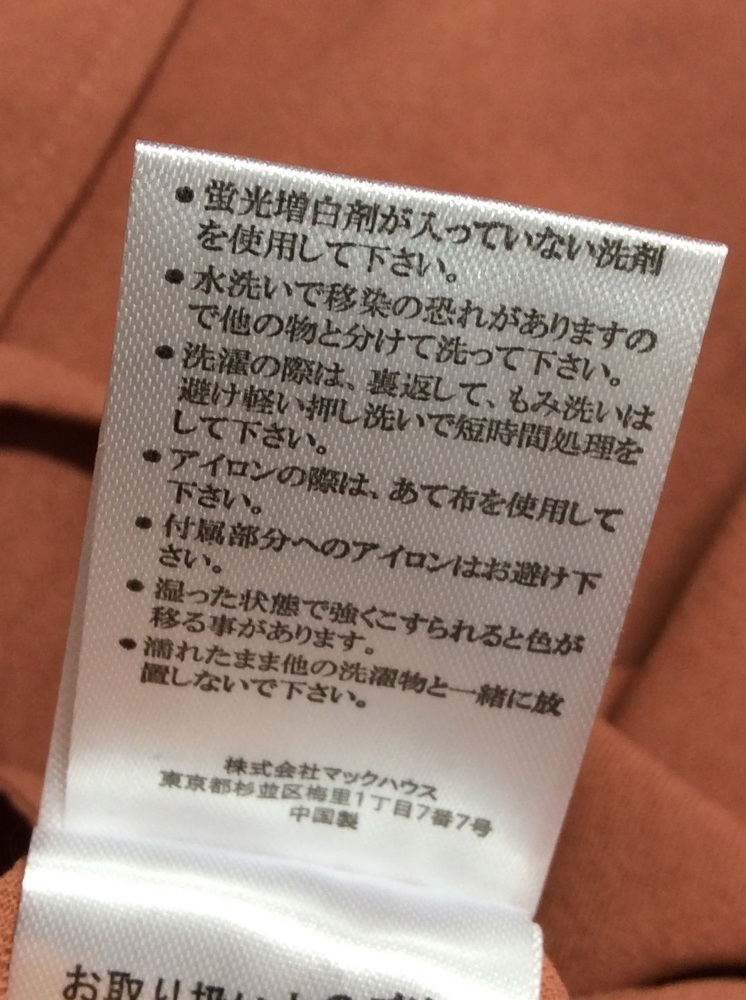 • 蛍光増白剤が入っていない洗剤
を使用して下さい。
• 水洗いで移染の恐れがありますの
で他の物と分けて洗って下さい。
• 洗濯の際は、裏返して、もみ洗いは
避け軽い押し洗いで短時間処理を
して下さい。
• アイロンの際は、あて布を使用して
下さい。
• 付属部分へのアイロンはお避け下
さい。
• 湿った状態で強くこすられると色が
移る事があります。
• 濡れたまま他の洗濯物と一緒に放
置しないで下さい。
株式会社マックハウス
東京都杉並区梅里1丁目7番7号
中国製
お取り扱い上の